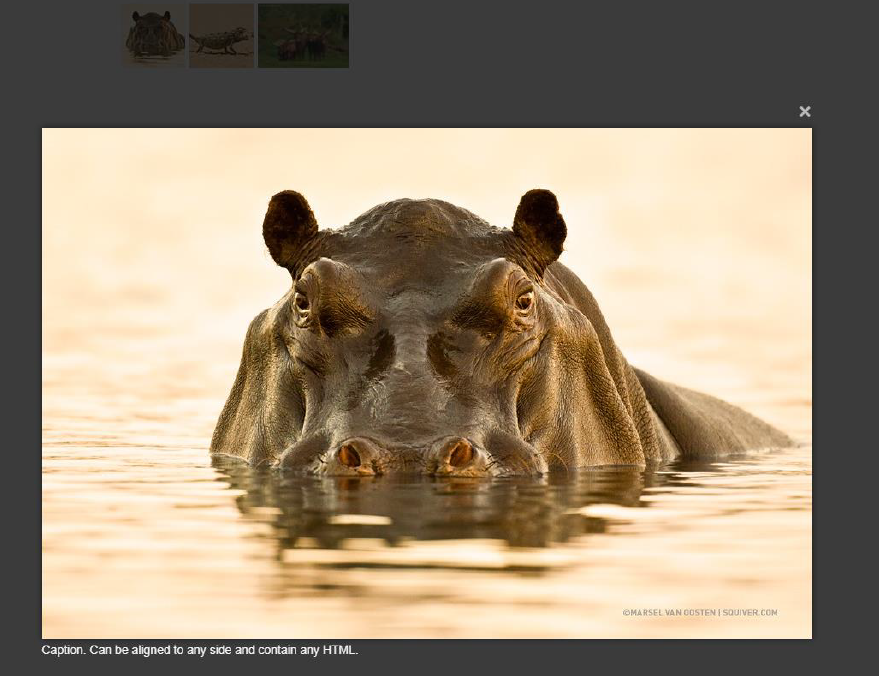 ©MARSEL VAN OOSTEN | SQUIVER.COM
Caption. Can be aligned to any side and contain any HTML.